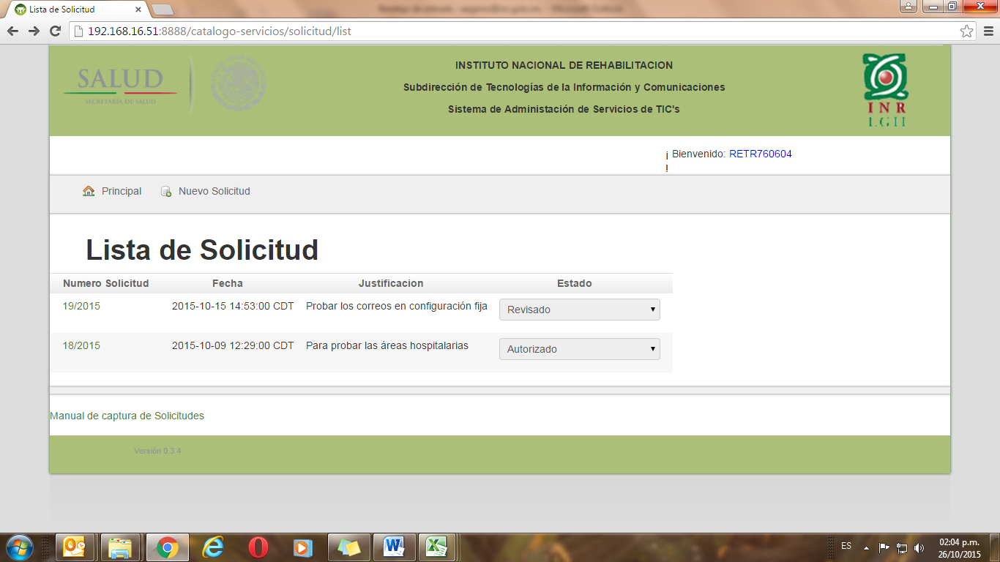 Lista de Solicitud
192.168.16.51:8888/catalogo-servicios/solicitud/list
SALUD
SECRETARÍA DE SALUD
INSTITUTO NACIONAL DE REHABILITACION
Subdirección de Tecnologías de la Información y Comunicaciones
Sistema de Administación de Servicios de TIC's
INR
LGII
¡ Bienvenido: RETR760604
!
Principal Nuevo Solicitud
Lista de Solicitud
Numero Solicitud Fecha Justificacion Estado
19/2015 2015-10-15 14:53:00 CDT Probar los correos en configuración fija Revisado
18/2015 2015-10-09 12:29:00 CDT Para probar las áreas hospitalarias Autorizado
Manual de captura de Solicitudes
Versión 0.3.4
ES 02:04 p.m.
26/10/2015